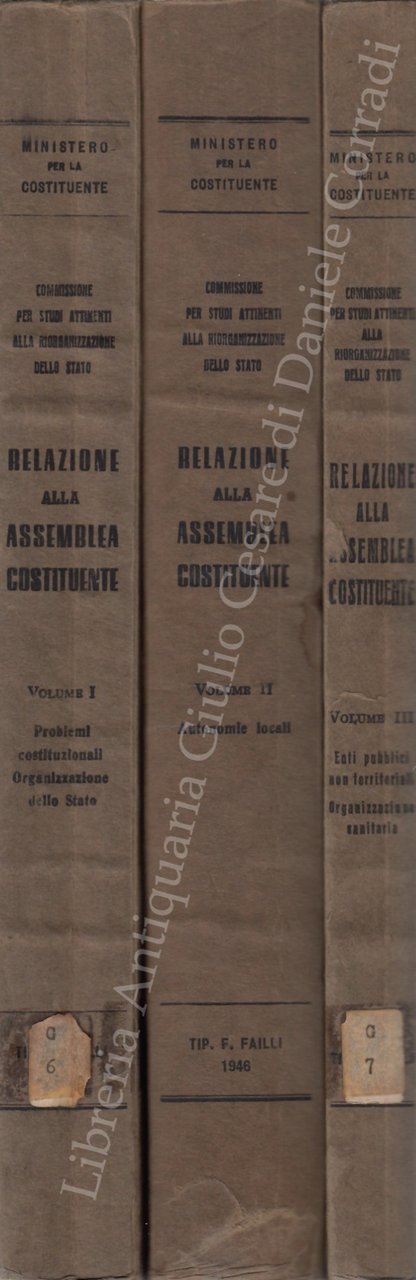 MINISTERO
PER LA
COSTITUENTE
COMMISSIONE
PER STUDI ATTINENTI
ALLA RIORGANIZZAZIONE
DELLO STATO
RELAZIONE
ALLA
ASSEMBLEA
COSTITUENTE
VOLUME I
Problemi
costituzionali
Organizzazione
dello Stato
G
6
MINISTERO
PER LA
COSTITUENTE
COMMISSIONE
PER STUDI ATTINENTI
ALLA RIORGANIZZAZIONE
DELLO STATO
RELAZIONE
ALLA
ASSEMBLEA
COSTITUENTE
VOLUME II
Autonomie locali
TIP. F. FAILLI
1946
MINISTERO
PER LA
COSTITUENTE
COMMISSIONE
PER STUDI ATTINENTI
ALLA
RIORGANIZZAZIONE
DELLO STATO
RELAZIONE
ALLA
ASSEMBLEA
COSTITUENTE
VOLUME III
Enti pubblici
non territoriali
Organizzazione
sanitaria
G
7
Libreria Antiquaria Giulio Cesare di Daniele Corradi